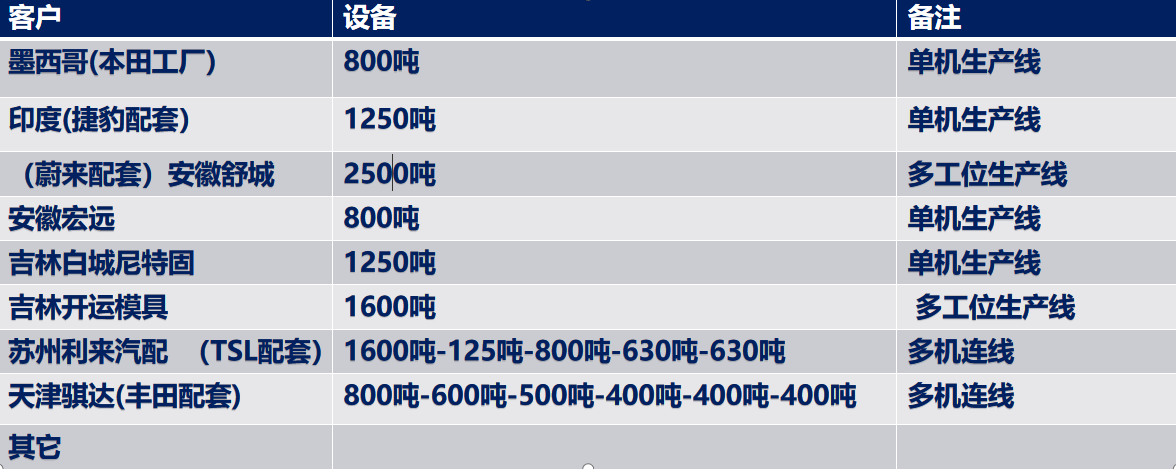 客户 设备 备注
墨西哥(本田工厂) 800吨 单机生产线
印度(捷豹配套) 1250吨 单机生产线
（蔚来配套）安徽舒城 2500吨 多工位生产线
安徽宏远 800吨 单机生产线
吉林白城尼特固 1250吨 单机生产线
吉林开运模具 1600吨 多工位生产线
苏州利来汽配 （TSL配套） 1600吨-125吨-800吨-630吨-630吨 多机连线
天津骐达(丰田配套) 800吨-600吨-500吨-400吨-400吨-400吨 多机连线
其它